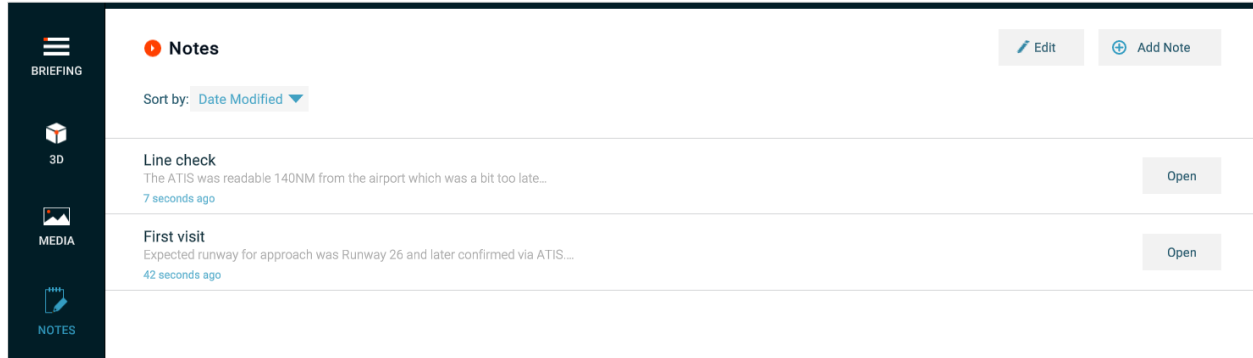 BRIEFING
3D
MEDIA
NOTES
Notes
Edit
Add Note
Sort by: Date Modified
Line check
The ATIS was readable 140NM from the airport which was a bit too late...
7 seconds ago
Open
First visit
Expected runway for approach was Runway 26 and later confirmed via ATIS....
42 seconds ago
Open